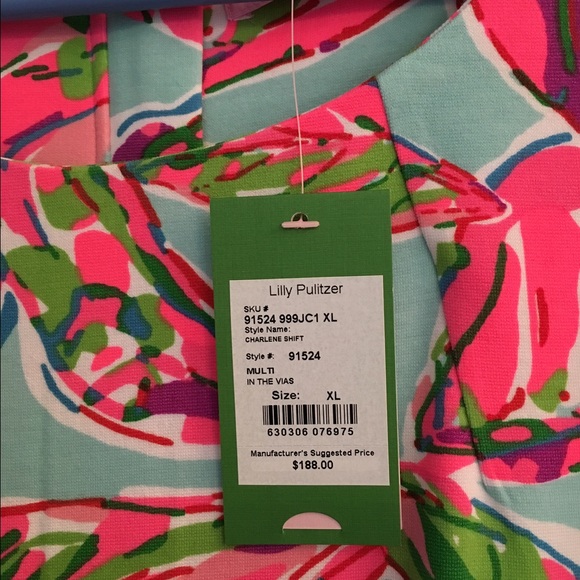 Lilly Pulitzer
SKU #
91524 999JC1 XL
Style Name:
CHARLENE SHIFT
Style #: 91524
MULTI
IN THE VIAS
Size: XL
630306 076975
Manufacturer's Suggested Price
$188.00